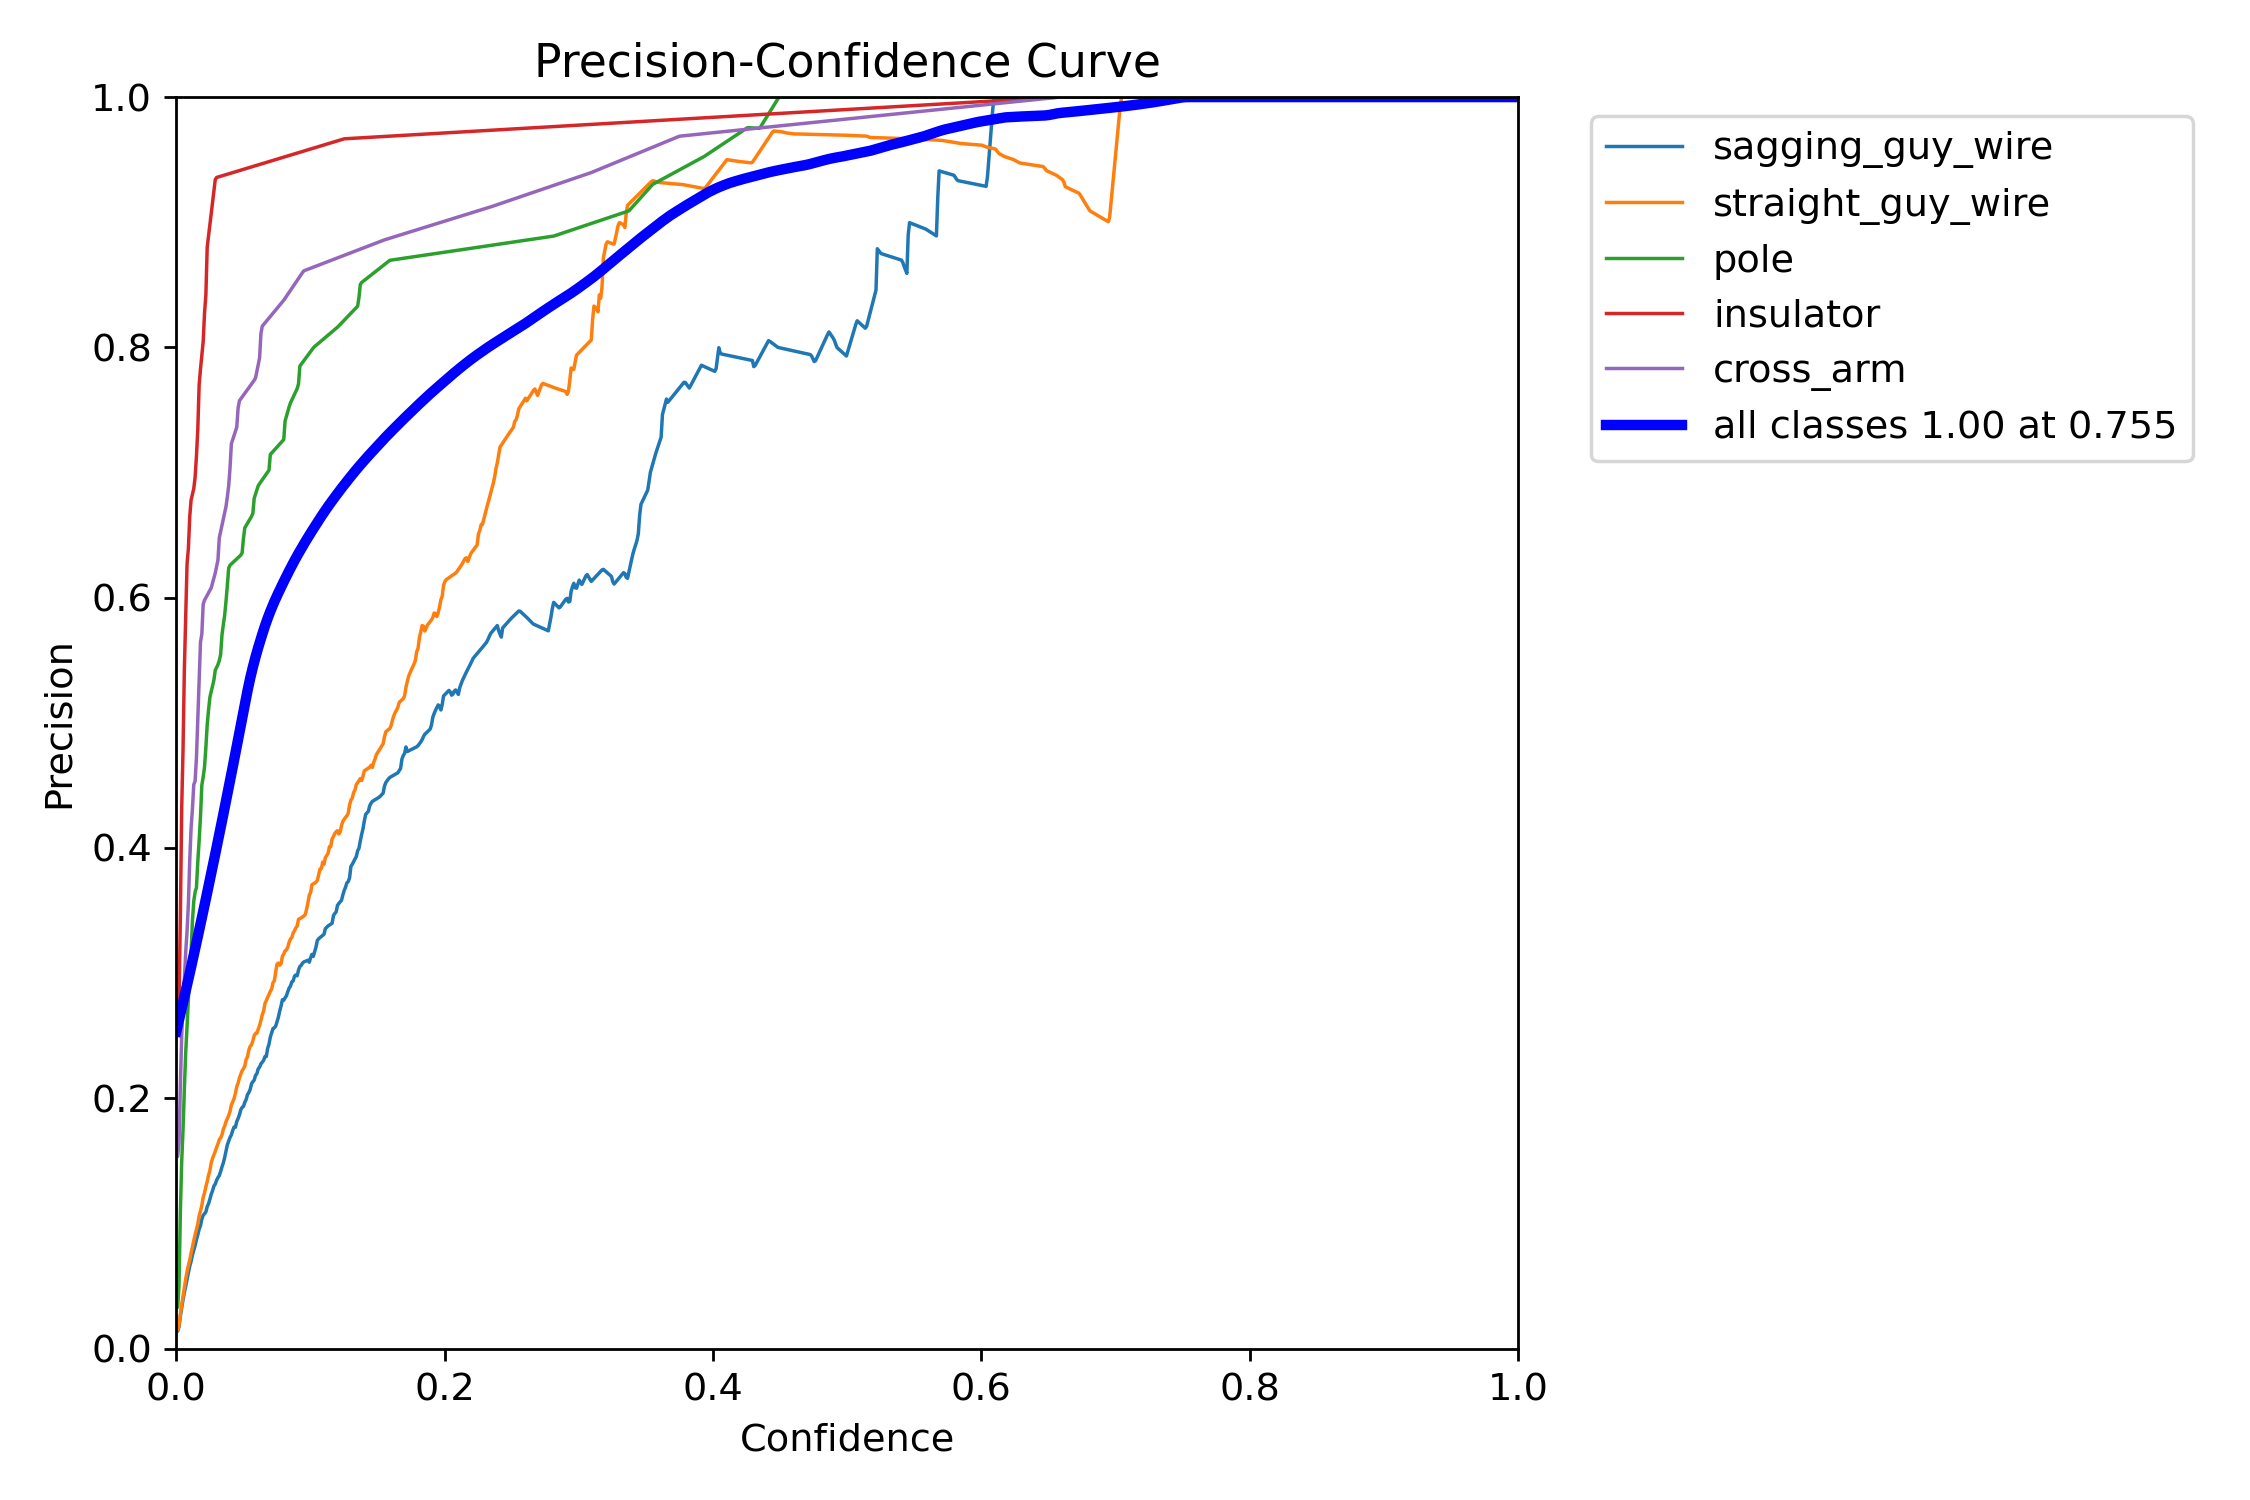 Precision-Confidence Curve
1.0
0.8
0.6
0.4
0.2
0.0
Precision
0.0 0.2 0.4 0.6 0.8 1.0
Confidence
sagging_guy_wire
straight_guy_wire
pole
insulator
cross_arm
all classes 1.00 at 0.755